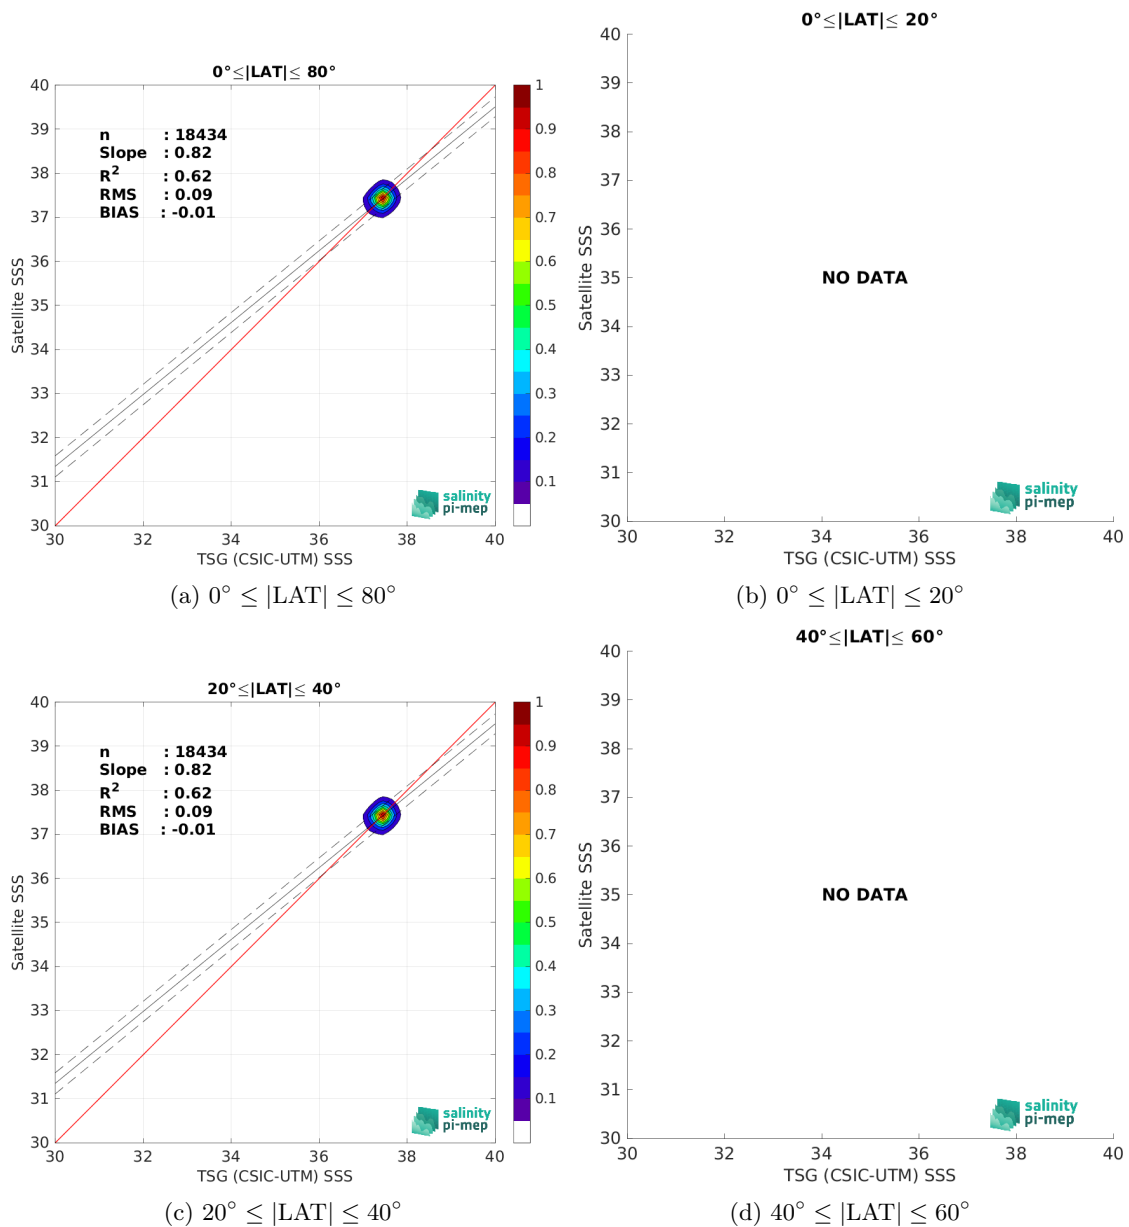 0°≤|LAT|≤ 80°
40
39
38
37
36
35
34
33
32
31
30
Satellite SSS
n : 18434
Slope : 0.82
R2 : 0.62
RMS : 0.09
BIAS : -0.01
salinity
pi-mep
30 32 34 36 38 40
TSG (CSIC-UTM) SSS
1
0.9
0.8
0.7
0.6
0.5
0.4
0.3
0.2
0.1
(a) 0° ≤ |LAT| ≤ 80°
0°≤|LAT|≤ 20°
40
39
38
37
36
35
34
33
32
31
30
Satellite SSS
NO DATA
salinity
pi-mep
30 32 34 36 38 40
TSG (CSIC-UTM) SSS
(b) 0° ≤ |LAT| ≤ 20°
20°≤|LAT|≤ 40°
40
39
38
37
36
35
34
33
32
31
30
Satellite SSS
n : 18434
Slope : 0.82
R2 : 0.62
RMS : 0.09
BIAS : -0.01
salinity
pi-mep
30 32 34 36 38 40
TSG (CSIC-UTM) SSS
1
0.9
0.8
0.7
0.6
0.5
0.4
0.3
0.2
0.1
(c) 20° ≤ |LAT| ≤ 40°
40°≤|LAT|≤ 60°
40
39
38
37
36
35
34
33
32
31
30
Satellite SSS
NO DATA
salinity
pi-mep
30 32 34 36 38 40
TSG (CSIC-UTM) SSS
(d) 40° ≤ |LAT| ≤ 60°